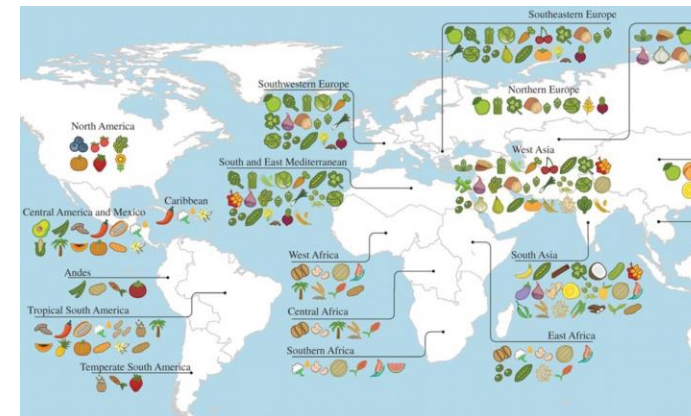 Southeastern Europe
Southwestern Europe
Northern Europe
North America
West Asia
South and East Mediterranean
Caribbean
Central America and Mexico
West Africa
South Asia
Andes
Central Africa
Tropical South America
East Africa
Southern Africa
Temperate South America